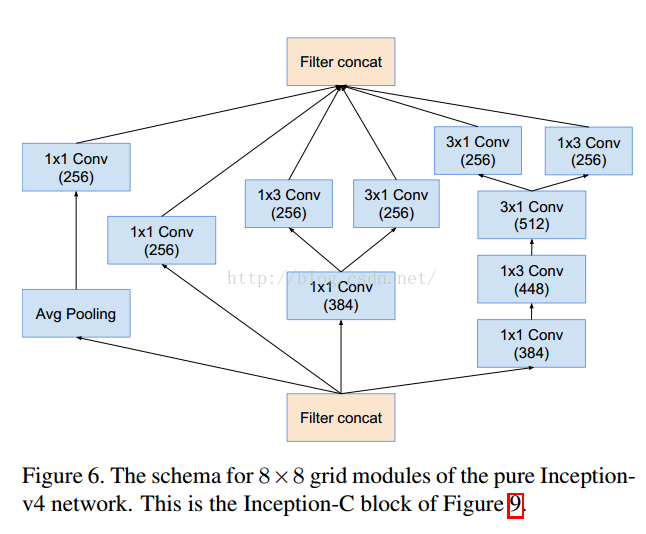 Filter concat
3x1 Conv
(256)
1x3 Conv
(256)
1x1 Conv
(256)
1x3 Conv
(256)
3x1 Conv
(256)
3x1 Conv
(512)
1x1 Conv
(256)
http://blog.csdn.net/
1x3 Conv
(448)
1x1 Conv
(384)
Avg Pooling
1x1 Conv
(384)
Filter concat
Figure 6. The schema for 8 × 8 grid modules of the pure Inception-
v4 network. This is the Inception-C block of Figure 9.